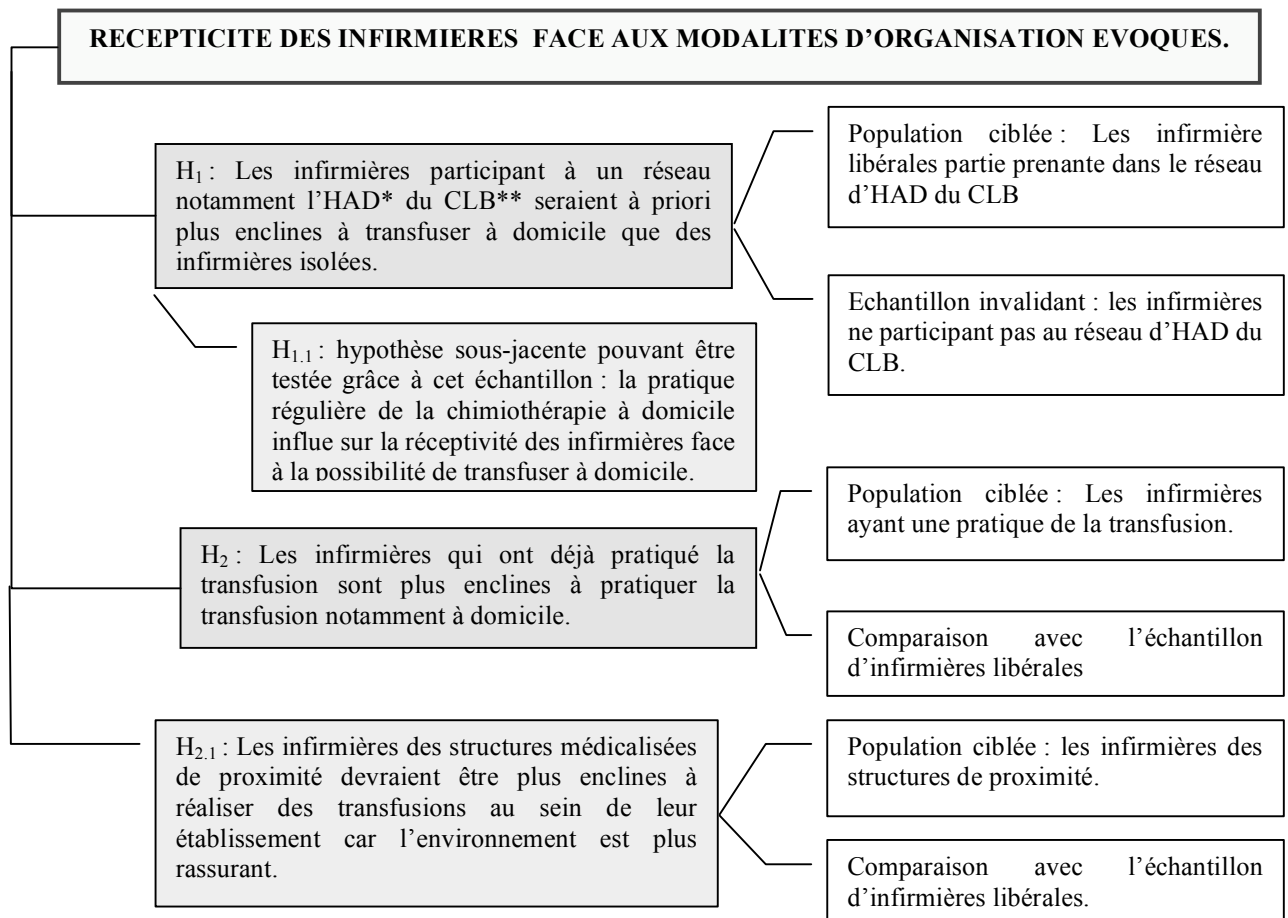 RECEPTICITE DES INFIRMIERES FACE AUX MODALITES D’ORGANISATION EVOQUES.
H1 : Les infirmières participant à un réseau
notamment l’HAD* du CLB** seraient à priori
plus enclines à transfuser à domicile que des
infirmières isolées.
Population ciblée : Les infirmière
libérales partie prenante dans le réseau
d’HAD du CLB
Echantillon invalidant : les infirmières
ne participant pas au réseau d’HAD du
CLB.
H1.1 : hypothèse sous-jacente pouvant être
testée grâce à cet échantillon : la pratique
régulière de la chimiothérapie à domicile
influe sur la réceptivité des infirmières face
à la possibilité de transfuser à domicile.
H2 : Les infirmières qui ont déjà pratiqué la
transfusion sont plus enclines à pratiquer la
transfusion notamment à domicile.
Population ciblée : Les infirmières
ayant une pratique de la transfusion.
Comparaison avec l’échantillon
d’infirmières libérales
H2.1 : Les infirmières des structures médicalisées
de proximité devraient être plus enclines à
réaliser des transfusions au sein de leur
établissement car l’environnement est plus
rassurant.
Population ciblée : les infirmières des
structures de proximité.
Comparaison avec l’échantillon
d’infirmières libérales.